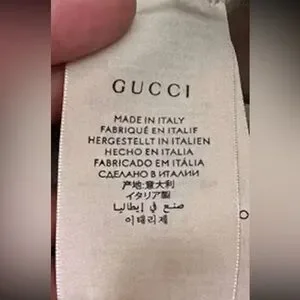 GUCCI
MADE IN ITALY
FABRIQUÉ EN ITALIE
HERGESTELLT IN ITALIEN
HECHO EN ITALIA
FABRICADO EM ITÁLIA
СДЕЛАНО В ИТАЛИИ
产地:意大利
イタリア製
صنع في إيطاليا
이태리제